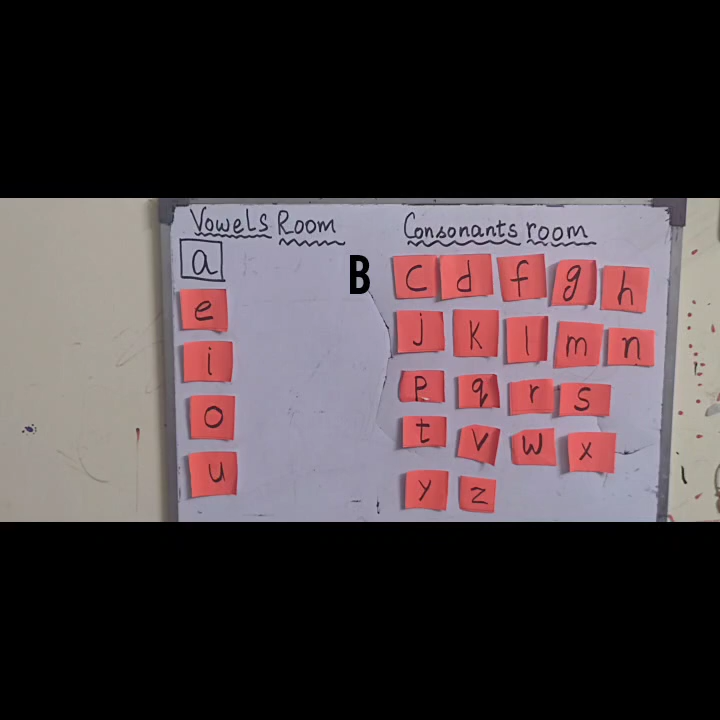 Vowels Room
Consonants room
a
e
i
o
u
B c d f g h
j k l m n
p q r s
t v w x
y z